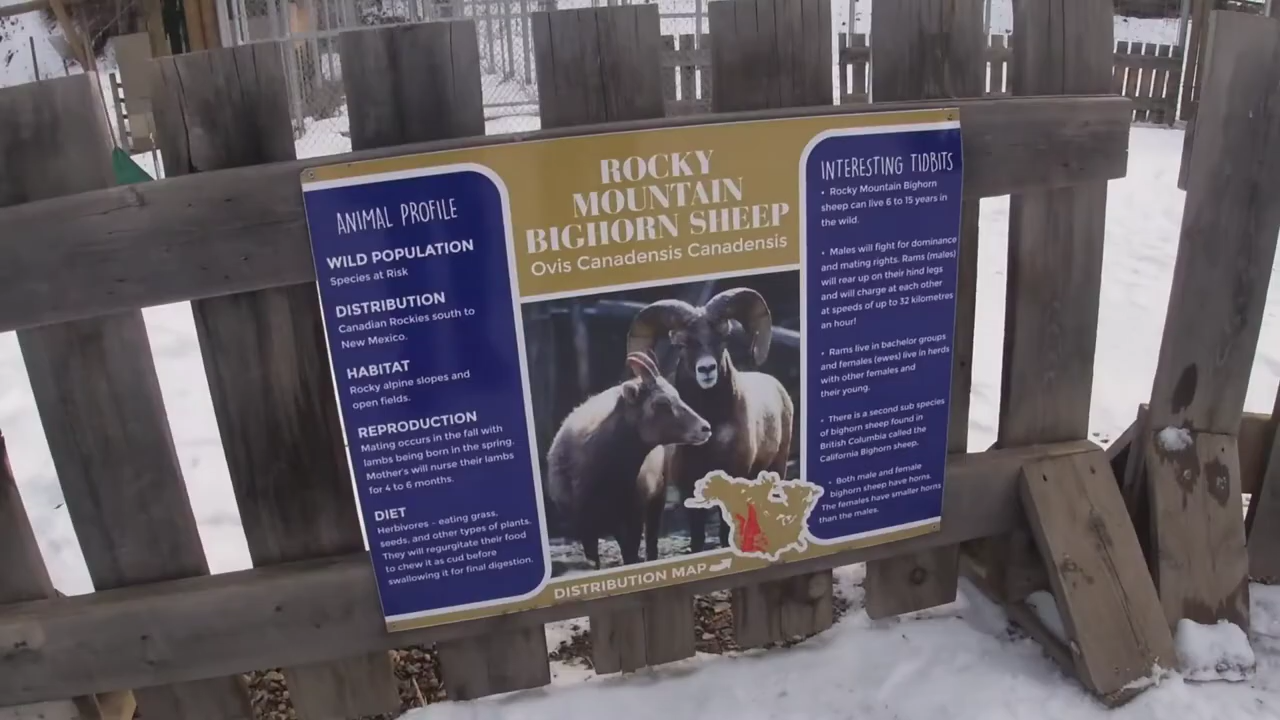 ANIMAL PROFILE
WILD POPULATION
Species at Risk
DISTRIBUTION
Canadian Rockies south to
New Mexico.
HABITAT
Rocky alpine slopes and
open fields.
REPRODUCTION
Mating occurs in the fall with
lambs being born in the spring.
Mother's will nurse their lambs
for 4 to 6 months.
DIET
Herbivores - eating grass,
seeds, and other types of plants.
They will regurgitate their food
to chew it as cud before
swallowing it for final digestion.
ROCKY
MOUNTAIN
BIGHORN SHEEP
Ovis Canadensis Canadensis
DISTRIBUTION MAP
INTERESTING TIDBITS
• Rocky Mountain Bighorn
sheep can live 6 to 15 years in
the wild.
• Males will fight for dominance
and mating rights. Rams (males)
will rear up on their hind legs
and will charge at each other
at speeds of up to 32 kilometres
an hour!
• Rams live in bachelor groups
and females (ewes) live in herds
with other females and
their young.
• There is a second sub species
of bighorn sheep found in
British Columbia called the
California Bighorn sheep.
• Both male and female
bighorn sheep have horns.
The females have smaller horns
than the males.